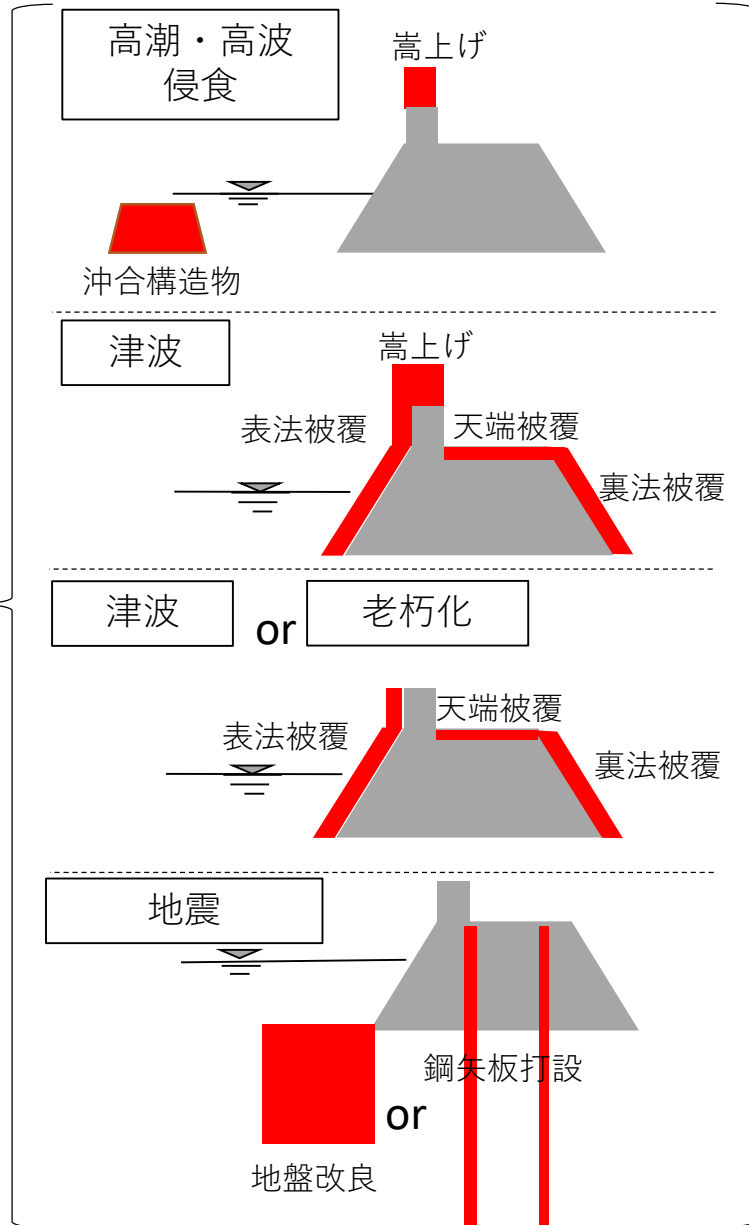 高潮・高波
侵食
嵩上げ
沖合構造物
津波
嵩上げ
表法被覆
天端被覆
裏法被覆
津波
or
老朽化
表法被覆
天端被覆
裏法被覆
地震
鋼矢板打設
or
地盤改良